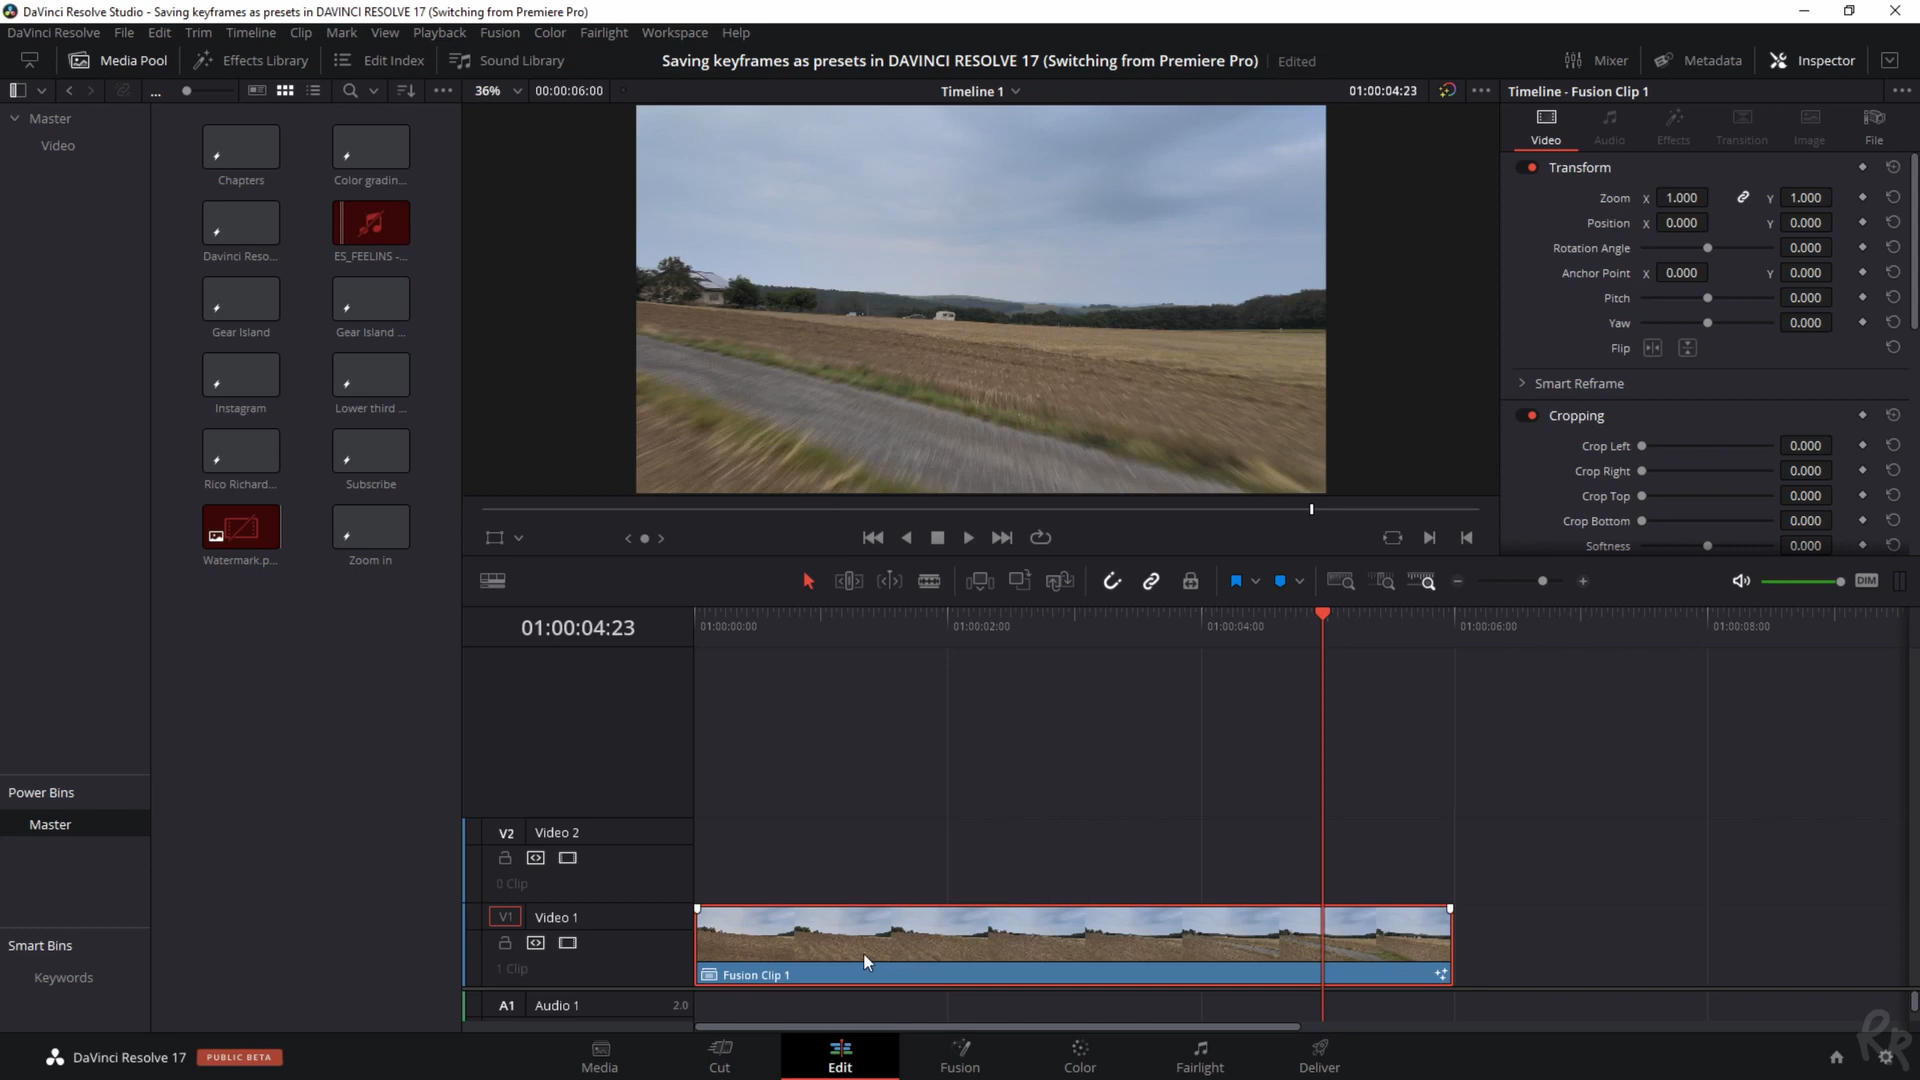 DaVinci Resolve Studio - Saving keyframes as presets in DAVINCI RESOLVE 17 (Switching from Premiere Pro)
DaVinci Resolve File Edit Trim Timeline Clip Mark View Playback Fusion Color Fairlight Workspace Help
Media Pool Effects Library Edit Index Sound Library Saving keyframes as presets in DAVINCI RESOLVE 17 (Switching from Premiere Pro) Edited Mixer Metadata Inspector
... 36% 00:00:06:00 Timeline 1 01:00:04:23 Timeline - Fusion Clip 1
Master
Video
Chapters Color gradin...
Davinci Reso... ES_FEELINS -...
Gear Island Gear Island ...
Instagram Lower third ...
Rico Richard... Subscribe
Watermark.p... Zoom in
Power Bins
Master
Smart Bins
Keywords
Video Audio Effects Transition Image File
Transform
Zoom X 1.000 Y 1.000
Position X 0.000 Y 0.000
Rotation Angle 0.000
Anchor Point X 0.000 Y 0.000
Pitch 0.000
Yaw 0.000
Flip
Smart Reframe
Cropping
Crop Left 0.000
Crop Right 0.000
Crop Top 0.000
Crop Bottom 0.000
Softness 0.000
DIM
01:00:04:23 01:00:00:00 01:00:02:00 01:00:04:00 01:00:06:00 01:00:08:00
V2 Video 2
0 Clip
V1 Video 1
1 Clip
Fusion Clip 1
A1 Audio 1 2.0
DaVinci Resolve 17 PUBLIC BETA
Media Cut Edit Fusion Color Fairlight Deliver
RR